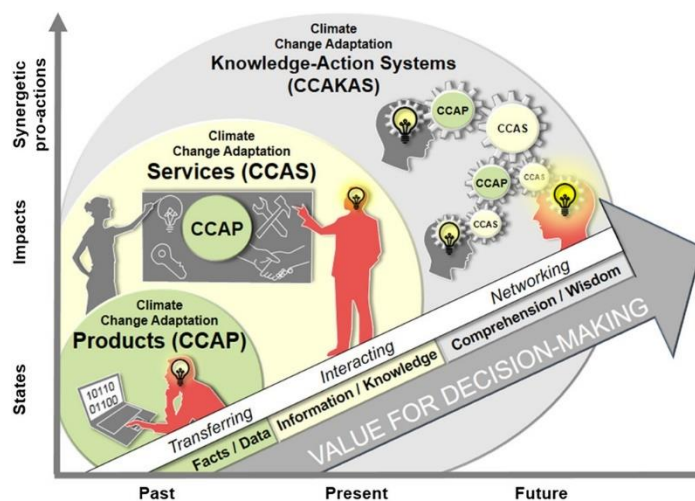 Synergetic
pro-actions
Impacts
States
Climate
Change Adaptation
Knowledge-Action Systems
(CCAKAS)
CCAP
CCAS
CCAP
CCAS
CCAS
Climate
Change Adaptation
Services (CCAS)
CCAP
Climate
Change Adaptation
Products (CCAP)
10110
01100
Transferring
Interacting
Networking
Facts / Data
Information / Knowledge
Comprehension / Wisdom
VALUE FOR DECISION-MAKING
Past
Present
Future